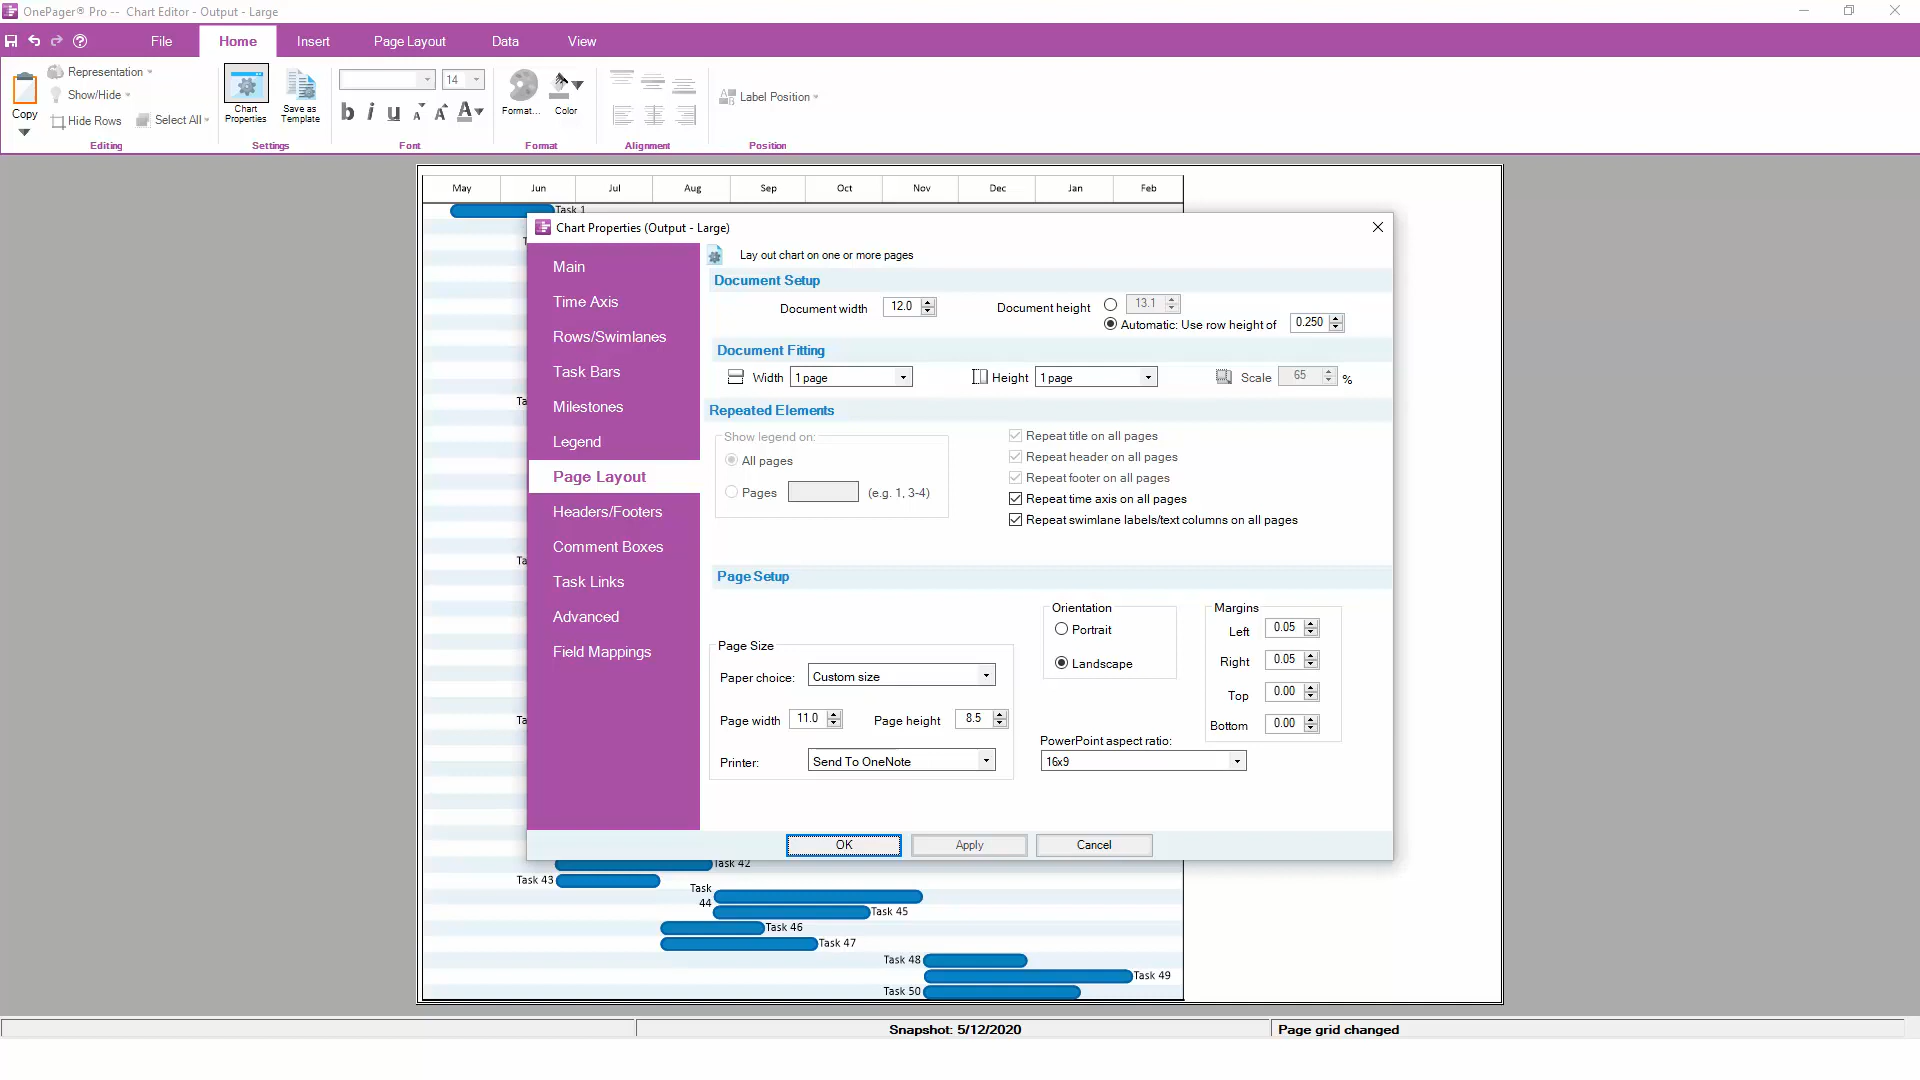 OnePager® Pro -- Chart Editor - Output - Large
File Home Insert Page Layout Data View
Copy
Representation
Show/Hide
Hide Rows Select All
Editing
Chart Properties
Save as Template
Settings
14
b i u A A A
Font
Format...
Color
Format
Alignment
Label Position
Position
May Jun Jul Aug Sep Oct Nov Dec Jan Feb
Task 1
T
Ta
Ta
Ta
Chart Properties (Output - Large)
Main
Time Axis
Rows/Swimlanes
Task Bars
Milestones
Legend
Page Layout
Headers/Footers
Comment Boxes
Task Links
Advanced
Field Mappings
Lay out chart on one or more pages
Document Setup
Document width 12.0 Document height 13.1
Automatic: Use row height of 0.250
Document Fitting
Width 1 page Height 1 page Scale 65 %
Repeated Elements
Show legend on:
All pages
Pages (e.g. 1, 3-4)
Repeat title on all pages
Repeat header on all pages
Repeat footer on all pages
Repeat time axis on all pages
Repeat swimlane labels/text columns on all pages
Page Setup
Page Size
Paper choice: Custom size
Page width 11.0 Page height 8.5
Printer: Send To OneNote
Orientation
Portrait
Landscape
Margins
Left 0.05
Right 0.05
Top 0.00
Bottom 0.00
PowerPoint aspect ratio:
16x9
OK Apply Cancel
Task 42
Task 43
Task
44
Task 45
Task 46
Task 47
Task 48
Task 49
Task 50
Snapshot: 5/12/2020
Page grid changed